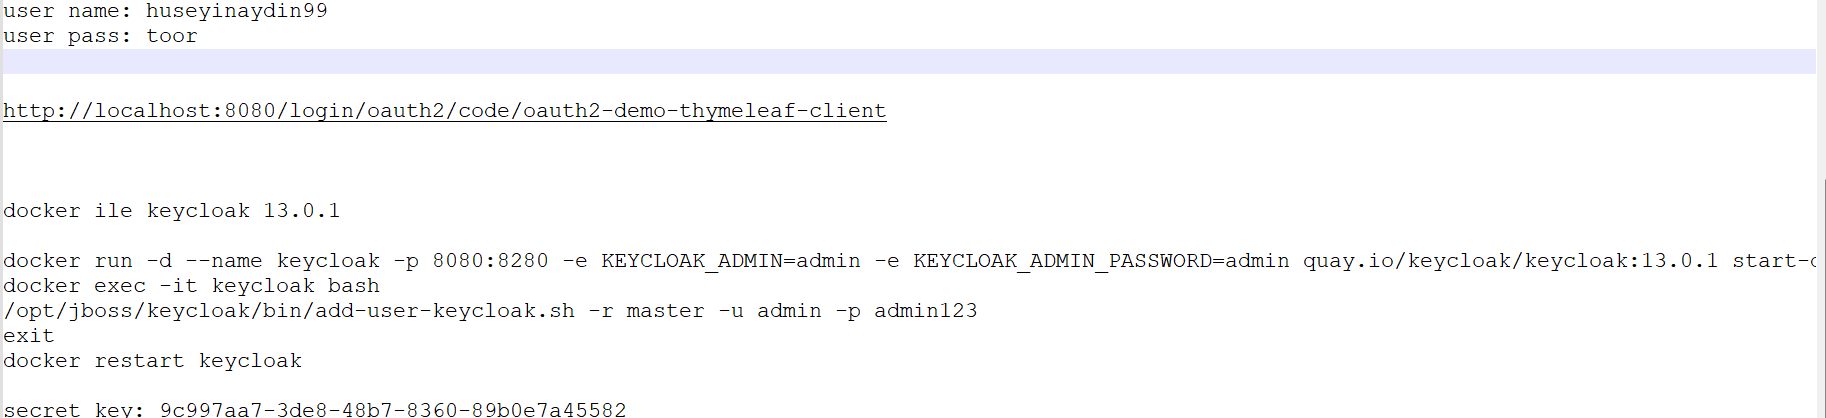 user name: huseyinaydin99
user pass: toor
http://localhost:8080/login/oauth2/code/oauth2-demo-thymeleaf-client
docker ile keycloak 13.0.1
docker run -d --name keycloak -p 8080:8280 -e KEYCLOAK_ADMIN=admin -e KEYCLOAK_ADMIN_PASSWORD=admin quay.io/keycloak/keycloak:13.0.1
docker exec -it keycloak bash
/opt/jboss/keycloak/bin/add-user-keycloak.sh -r master -u admin -p admin123
exit
docker restart keycloak
secret key: 9c997aa7-3de8-48b7-8360-89b0e7a45582